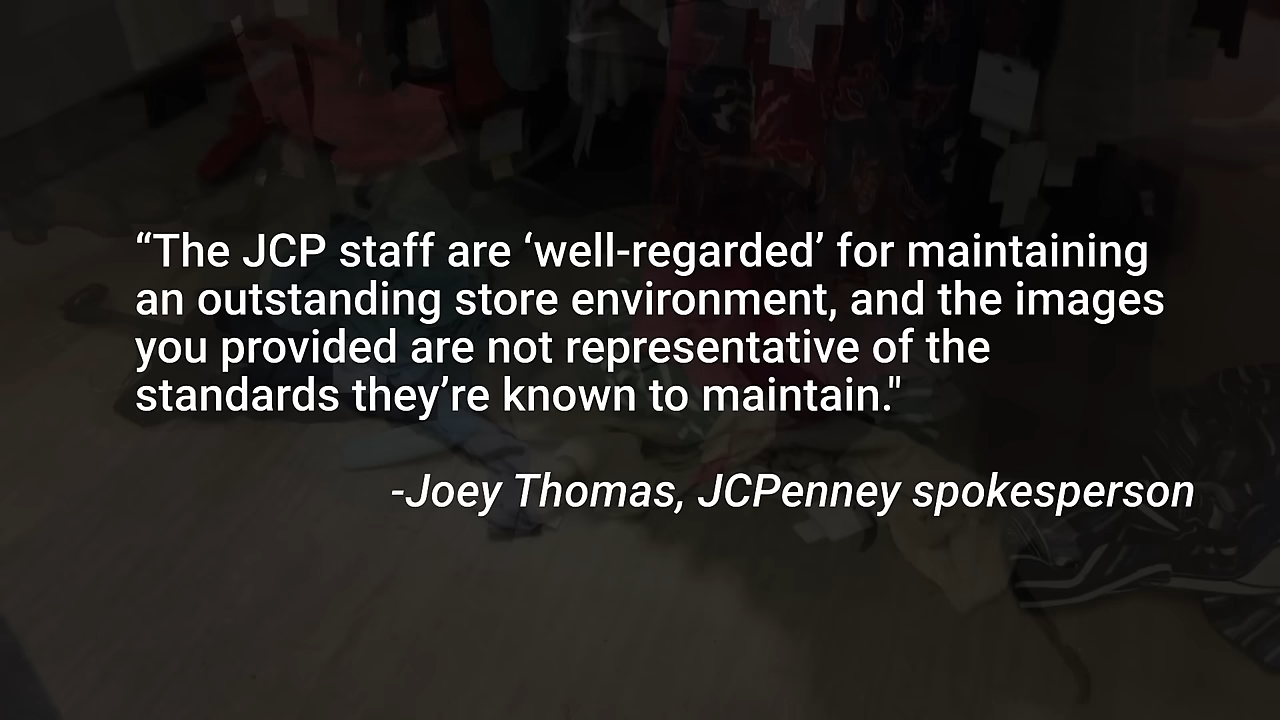 “The JCP staff are ‘well-regarded’ for maintaining
an outstanding store environment, and the images
you provided are not representative of the
standards they’re known to maintain."
-Joey Thomas, JCPenney spokesperson